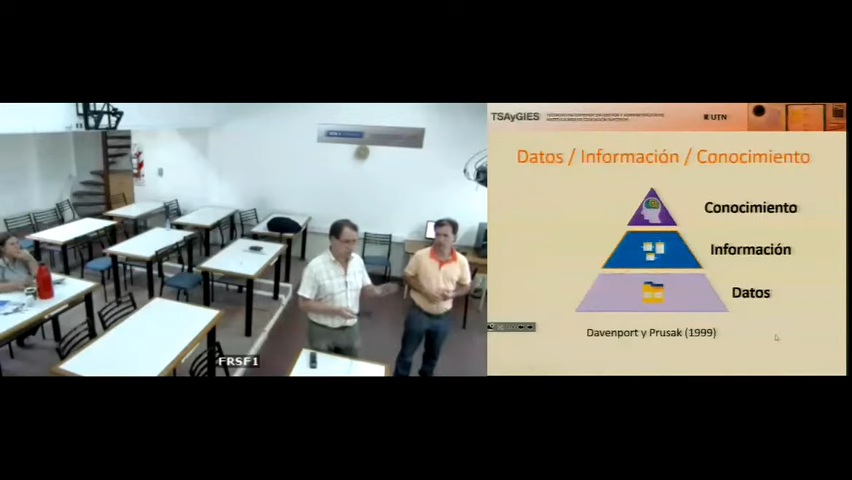 TSAyGIES
UTN
Datos / Información / Conocimiento
Conocimiento
Información
Datos
Davenport y Prusak (1999)
FRSF1